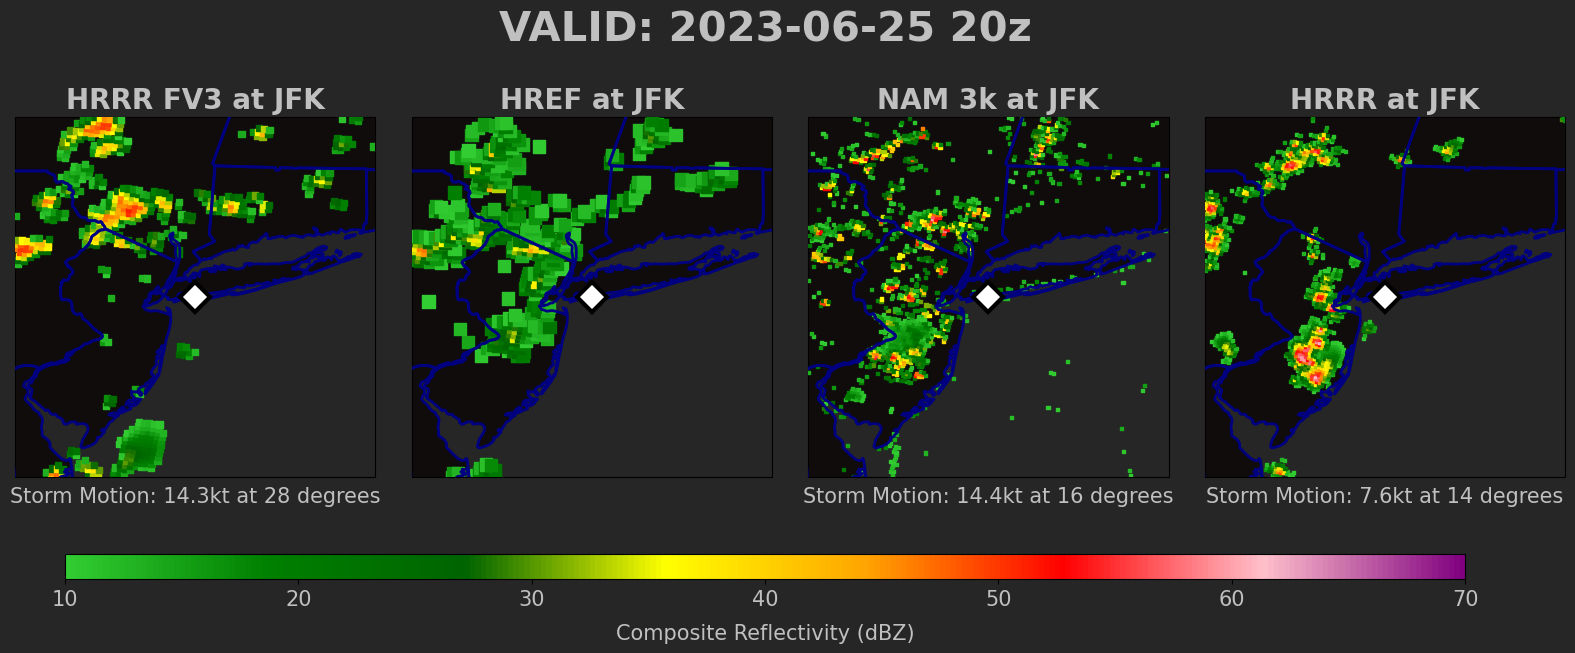 VALID: 2023-06-25 20z
HRRR FV3 at JFK
HREF at JFK
NAM 3k at JFK
HRRR at JFK
Storm Motion: 14.3kt at 28 degrees
Storm Motion: 14.4kt at 16 degrees
Storm Motion: 7.6kt at 14 degrees
10 20 30 40 50 60 70
Composite Reflectivity (dBZ)